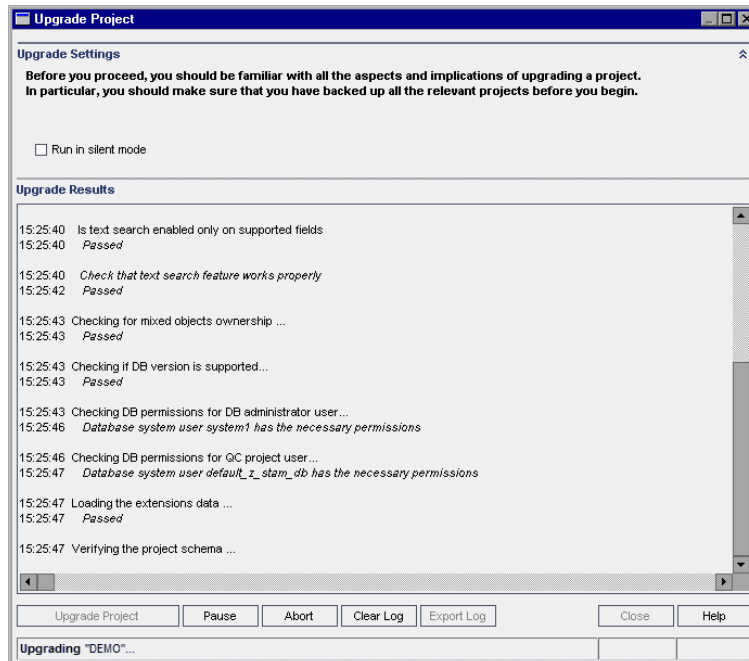 Upgrade Project
Upgrade Settings
Before you proceed, you should be familiar with all the aspects and implications of upgrading a project.
In particular, you should make sure that you have backed up all the relevant projects before you begin.
Run in silent mode
Upgrade Results
15:25:40 Is text search enabled only on supported fields
15:25:40 Passed
15:25:40 Check that text search feature works properly
15:25:42 Passed
15:25:43 Checking for mixed objects ownership ...
15:25:43 Passed
15:25:43 Checking if DB version is supported...
15:25:43 Passed
15:25:43 Checking DB permissions for DB administrator user...
15:25:46 Database system user system1 has the necessary permissions
15:25:46 Checking DB permissions for QC project user...
15:25:47 Database system user default_z_stam_db has the necessary permissions
15:25:47 Loading the extensions data ...
15:25:47 Passed
15:25:47 Verifying the project schema ...
Upgrade Project Pause Abort Clear Log Export Log Close Help
Upgrading "DEMO"...